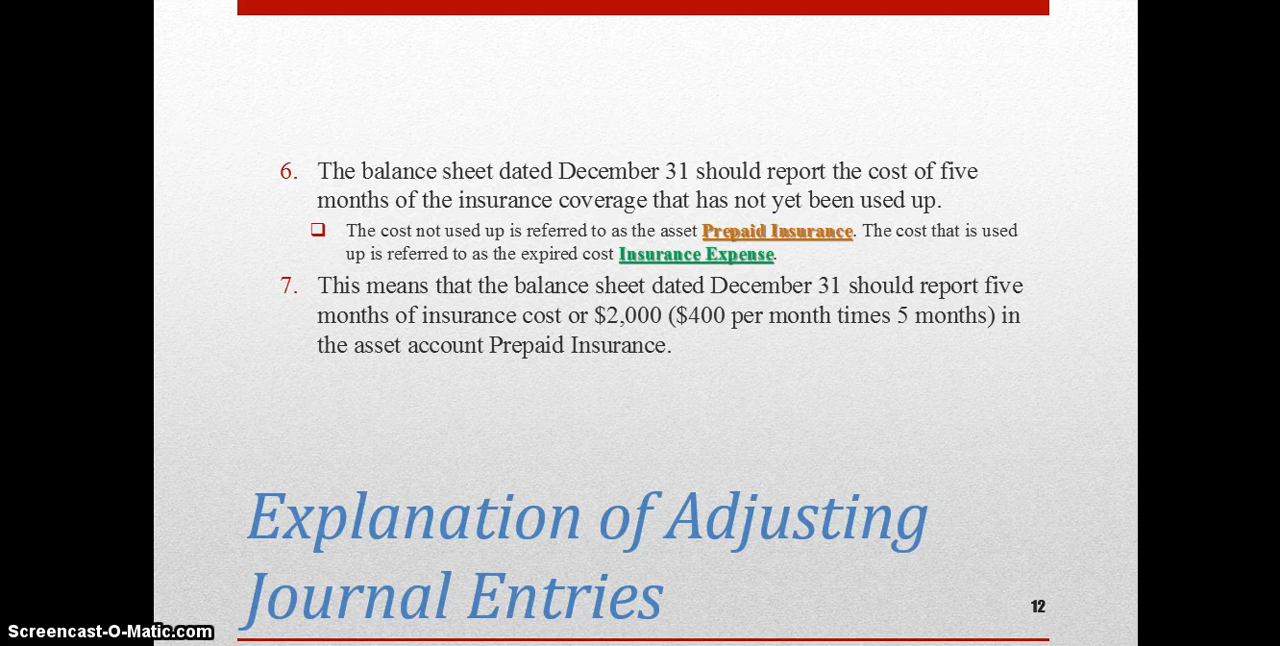 6. The balance sheet dated December 31 should report the cost of five
months of the insurance coverage that has not yet been used up.
❑ The cost not used up is referred to as the asset Prepaid Insurance. The cost that is used
up is referred to as the expired cost Insurance Expense.
7. This means that the balance sheet dated December 31 should report five
months of insurance cost or $2,000 ($400 per month times 5 months) in
the asset account Prepaid Insurance.
Explanation of Adjusting
Journal Entries
12
Screencast-O-Matic.com